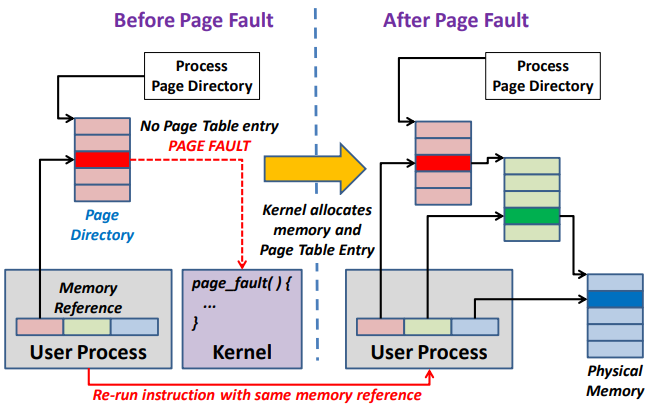 Before Page Fault
After Page Fault
Process
Page Directory
Process
Page Directory
No Page Table entry
PAGE FAULT
Page
Directory
Kernel allocates
memory and
Page Table Entry
Memory
Reference
User Process
page_fault( ) {
...
}
Kernel
User Process
Physical
Memory
Re-run instruction with same memory reference